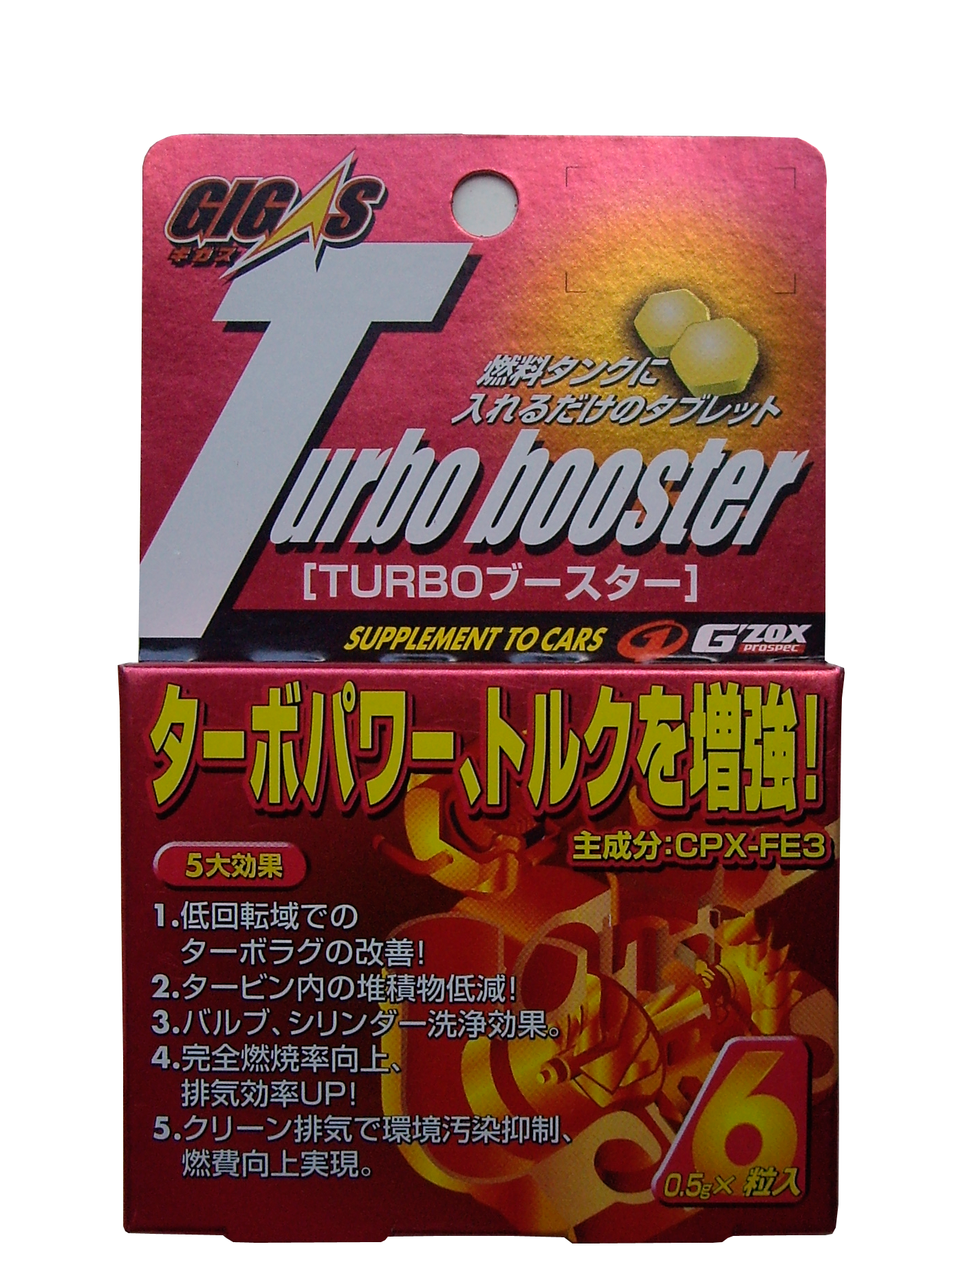 GIGAS
ギガス
燃料タンクに
入れるだけのタブレット
Turbo booster
[TURBOブースター]
SUPPLEMENT TO CARS G'ZOX
PROSPEC
ターボパワー、トルクを増強!
主成分:CPX-FE3
5大効果
1.低回転域での
ターボラグの改善!
2.タービン内の堆積物低減!
3.バルブ、シリンダー洗浄効果。
4.完全燃焼率向上、
排気効率UP!
5.クリーン排気で環境汚染抑制、
燃費向上実現。
0.5g×6粒入